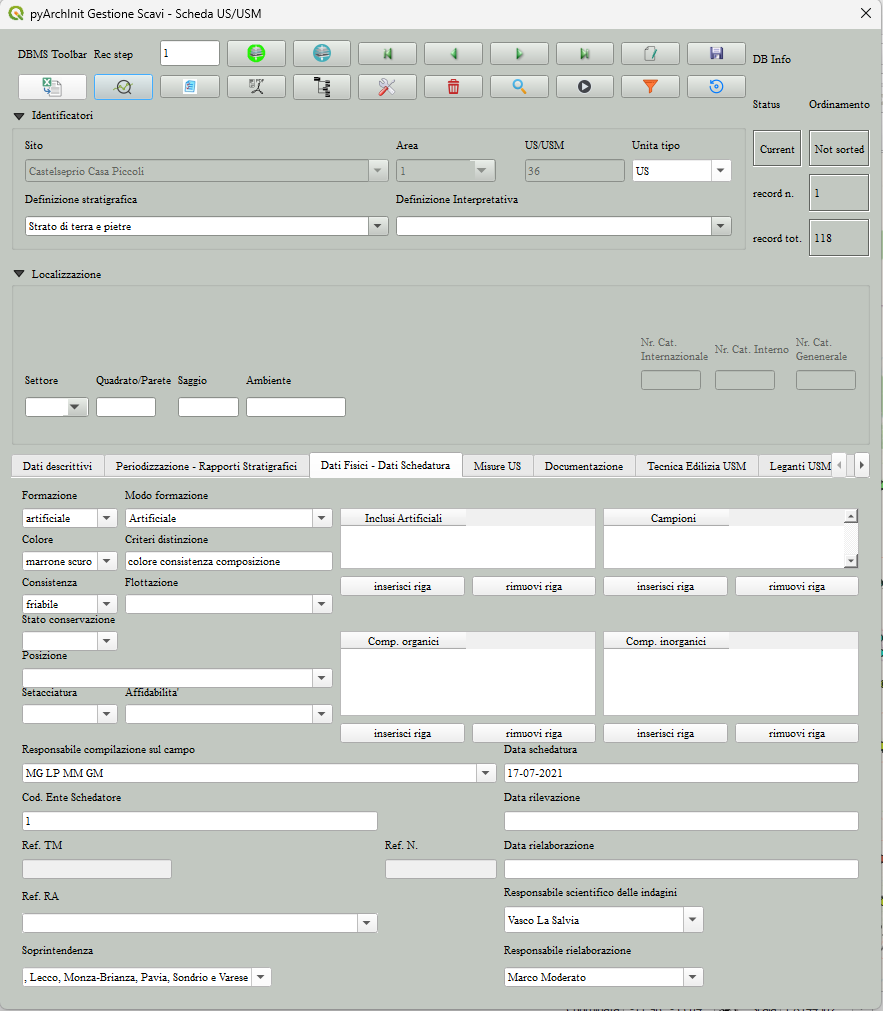 pyArchInit Gestione Scavi - Scheda US/USM
DBMS Toolbar Rec step 1
DB Info
Status Ordinamento
Identificatori
Sito Area US/USM Unita tipo
Current Not sorted
Castelseprio Casa Piccoli 1 36 US
record n. 1
Definizione stratigrafica Definizione Interpretativa
Strato di terra e pietre
record tot. 118
Localizzazione
Nr. Cat. Internazionale Nr. Cat. Interno Nr. Cat. Genenerale
Settore Quadrato/Parete Saggio Ambiente
Dati descrittivi Periodizzazione - Rapporti Stratigrafici Dati Fisici - Dati Schedatura Misure US Documentazione Tecnica Edilizia USM Leganti USM
Formazione Modo formazione
artificiale Artificiale Inclusi Artificiali Campioni
Colore Criteri distinzione
marrone scuro colore consistenza composizione
Consistenza Flottazione inserisci riga rimuovi riga inserisci riga rimuovi riga
friabile
Stato conservazione
Comp. organici Comp. inorganici
Posizione
Setacciatura Affidabilita'
inserisci riga rimuovi riga inserisci riga rimuovi riga
Responsabile compilazione sul campo Data schedatura
MG LP MM GM 17-07-2021
Cod. Ente Schedatore Data rilevazione
1
Ref. TM Ref. N. Data rielaborazione
Ref. RA Responsabile scientifico delle indagini
Vasco La Salvia
Soprintendenza Responsabile rielaborazione
, Lecco, Monza-Brianza, Pavia, Sondrio e Varese Marco Moderato